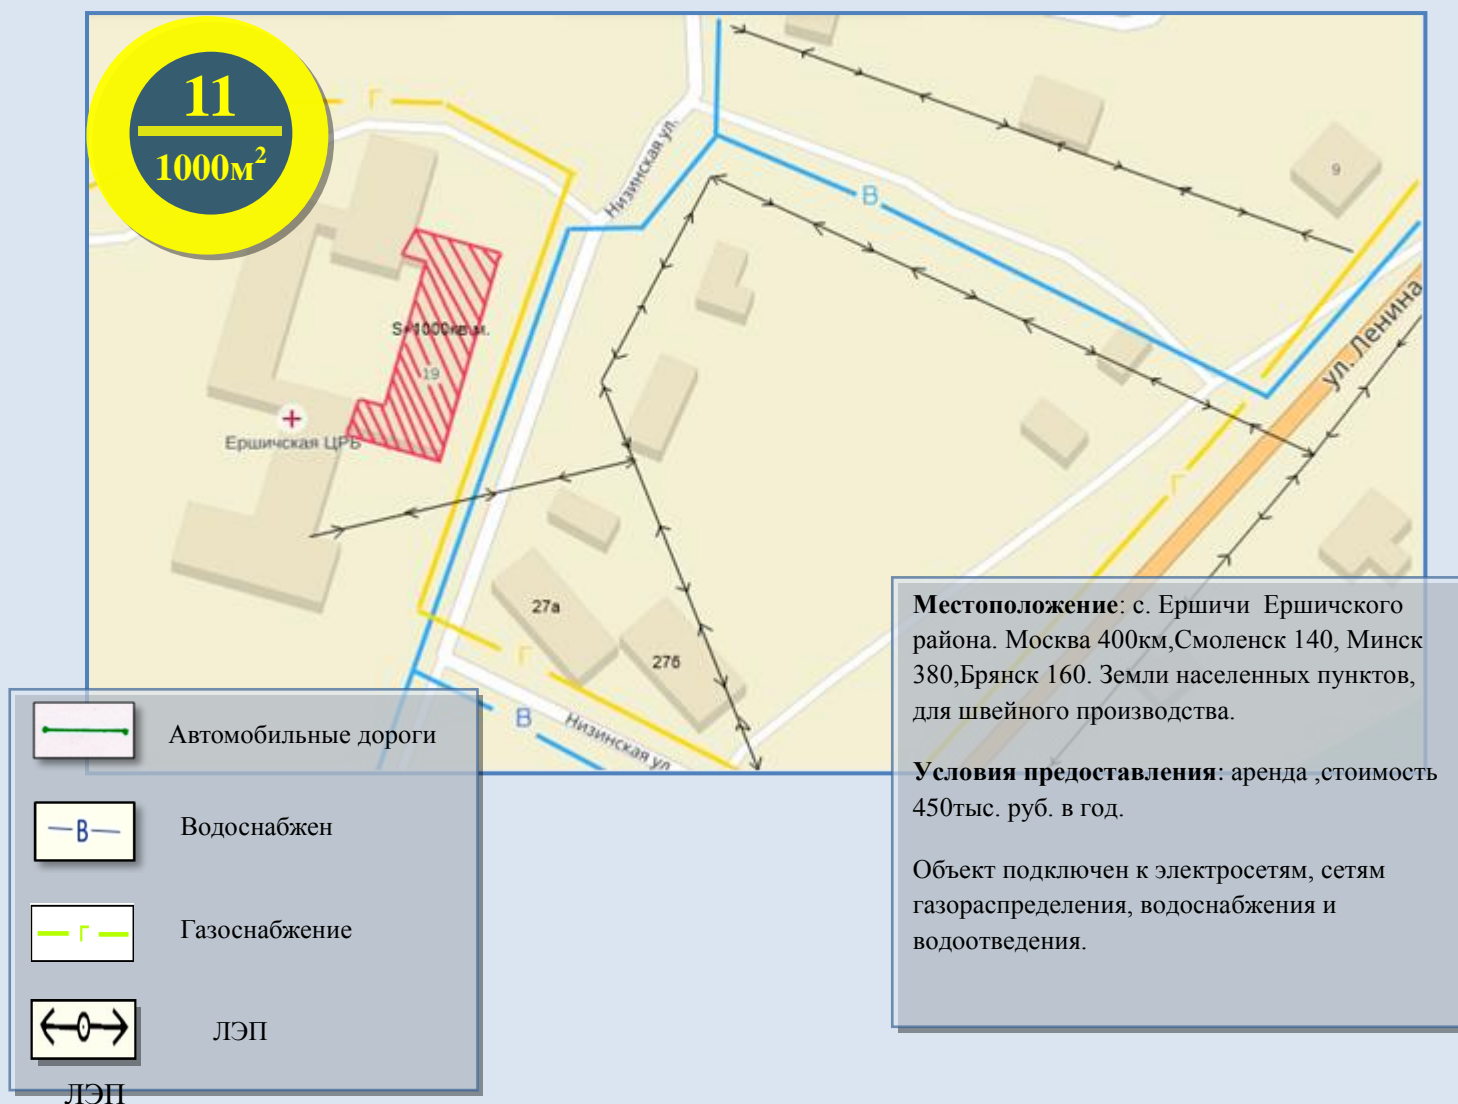 11
1000м²
Г
Низинская ул.
В
9
S=1000кв.м.
19
Ершичская ЦРБ
ул. Ленина
Г
27а
27б
Г
В
Низинская ул.
Местоположение: с. Ершичи Ершичского
района. Москва 400км,Смоленск 140, Минск
380,Брянск 160. Земли населенных пунктов,
для швейного производства.
Условия предоставления: аренда ,стоимость
450тыс. руб. в год.
Объект подключен к электросетям, сетям
газораспределения, водоснабжения и
водоотведения.
Автомобильные дороги
В
Водоснабжен
Г
Газоснабжение
ЛЭП
ЛЭП